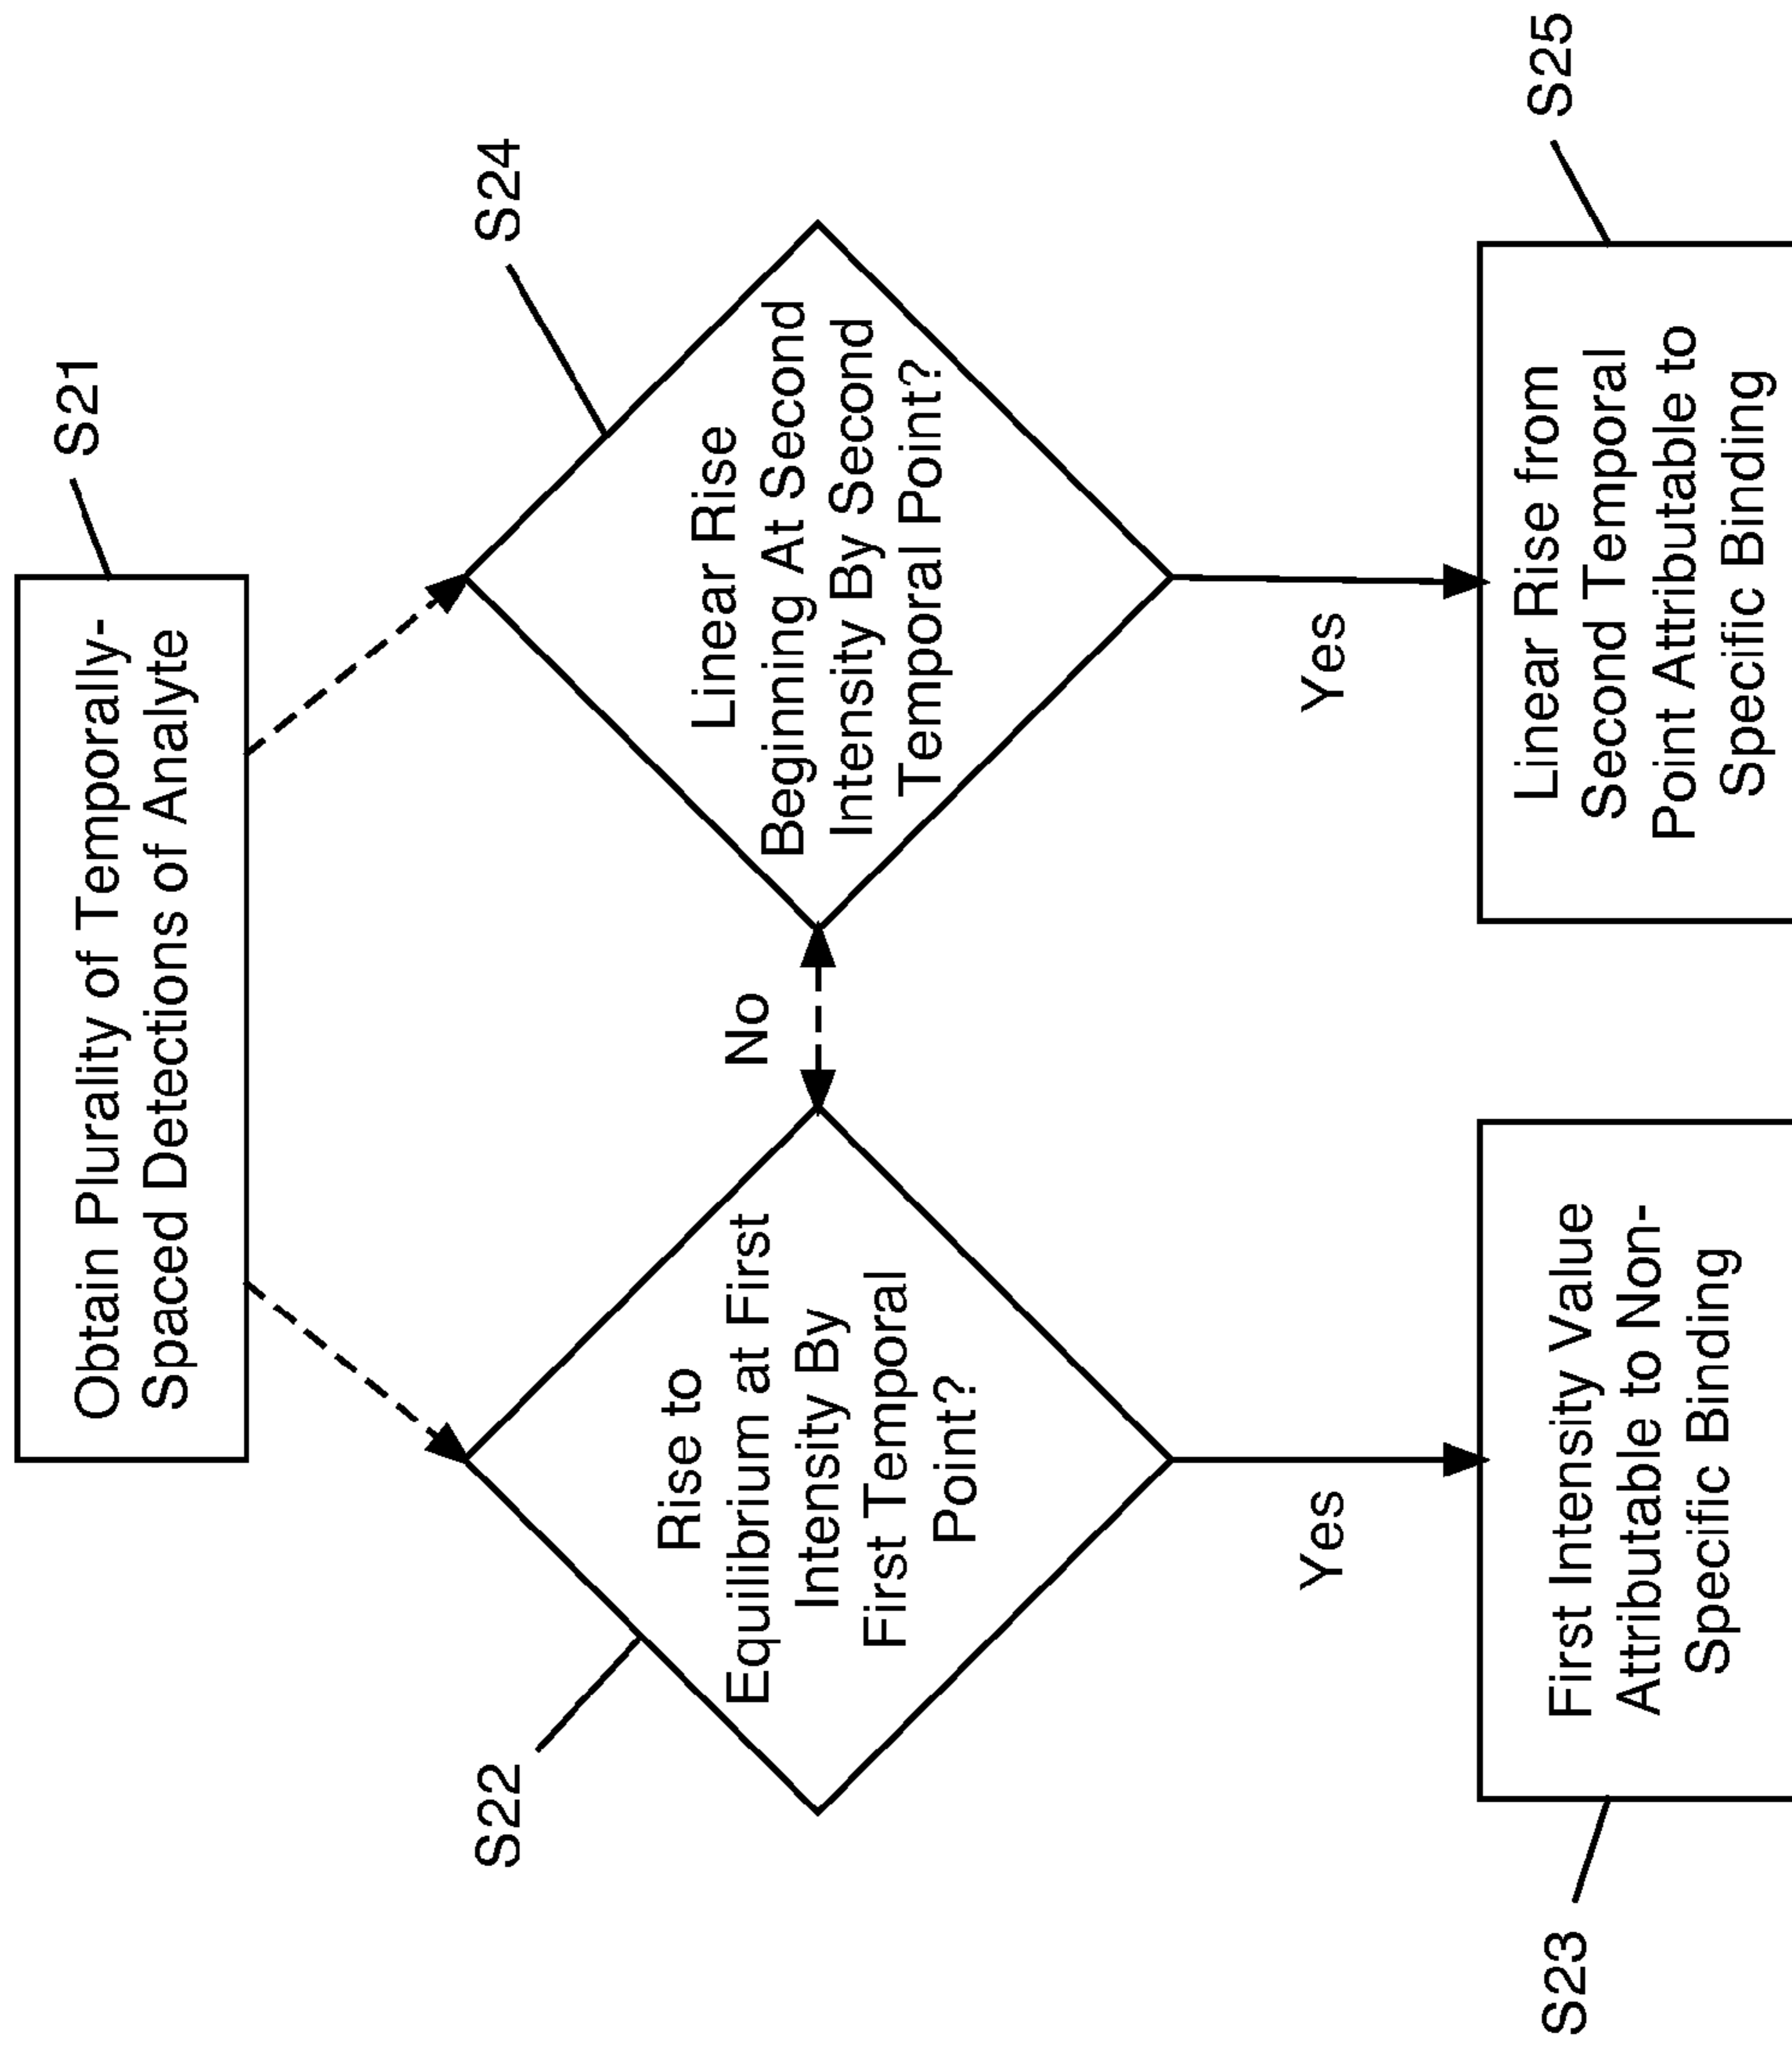 S21
Obtain Plurality of Temporally-
Spaced Detections of Analyte
S22
Rise to
Equilibrium at First
Intensity By
First Temporal
Point?
No
S24
Linear Rise
Beginning At Second
Intensity By Second
Temporal Point?
Yes
Yes
S23
First Intensity Value
Attributable to Non-
Specific Binding
S25
Linear Rise from
Second Temporal
Point Attributable to
Specific Binding